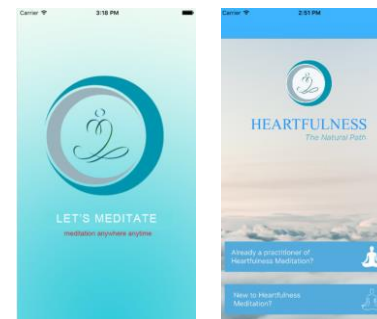 Carrier 3:18 PM
LET'S MEDITATE
meditation anywhere anytime
Carrier 2:51 PM
HEARTFULNESS
The Natural Path
Already a practitioner of
Heartfulness Meditation?
New to Heartfulness
Meditation?